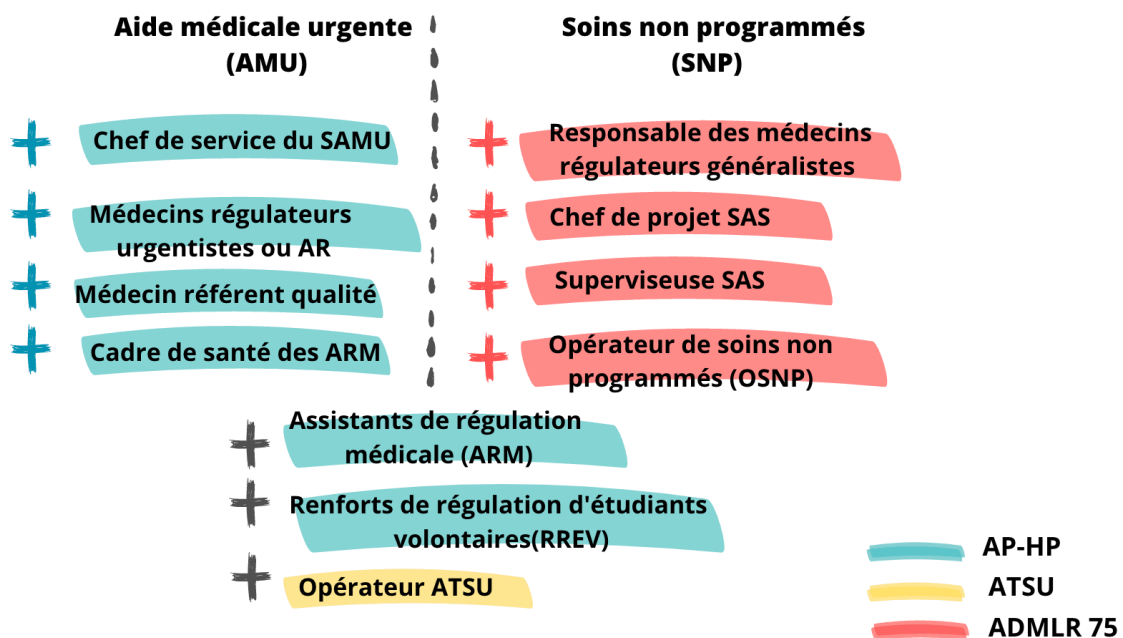 Aide médicale urgente
(AMU)
Chef de service du SAMU
Médecins régulateurs
urgentistes ou AR
Médecin référent qualité
Cadre de santé des ARM
Soins non programmés
(SNP)
Responsable des médecins
régulateurs généralistes
Chef de projet SAS
Superviseuse SAS
Opérateur de soins non
programmés (OSNP)
Assistants de régulation
médicale (ARM)
Renforts de régulation d'étudiants
volontaires(RREV)
Opérateur ATSU
AP-HP
ATSU
ADMLR 75